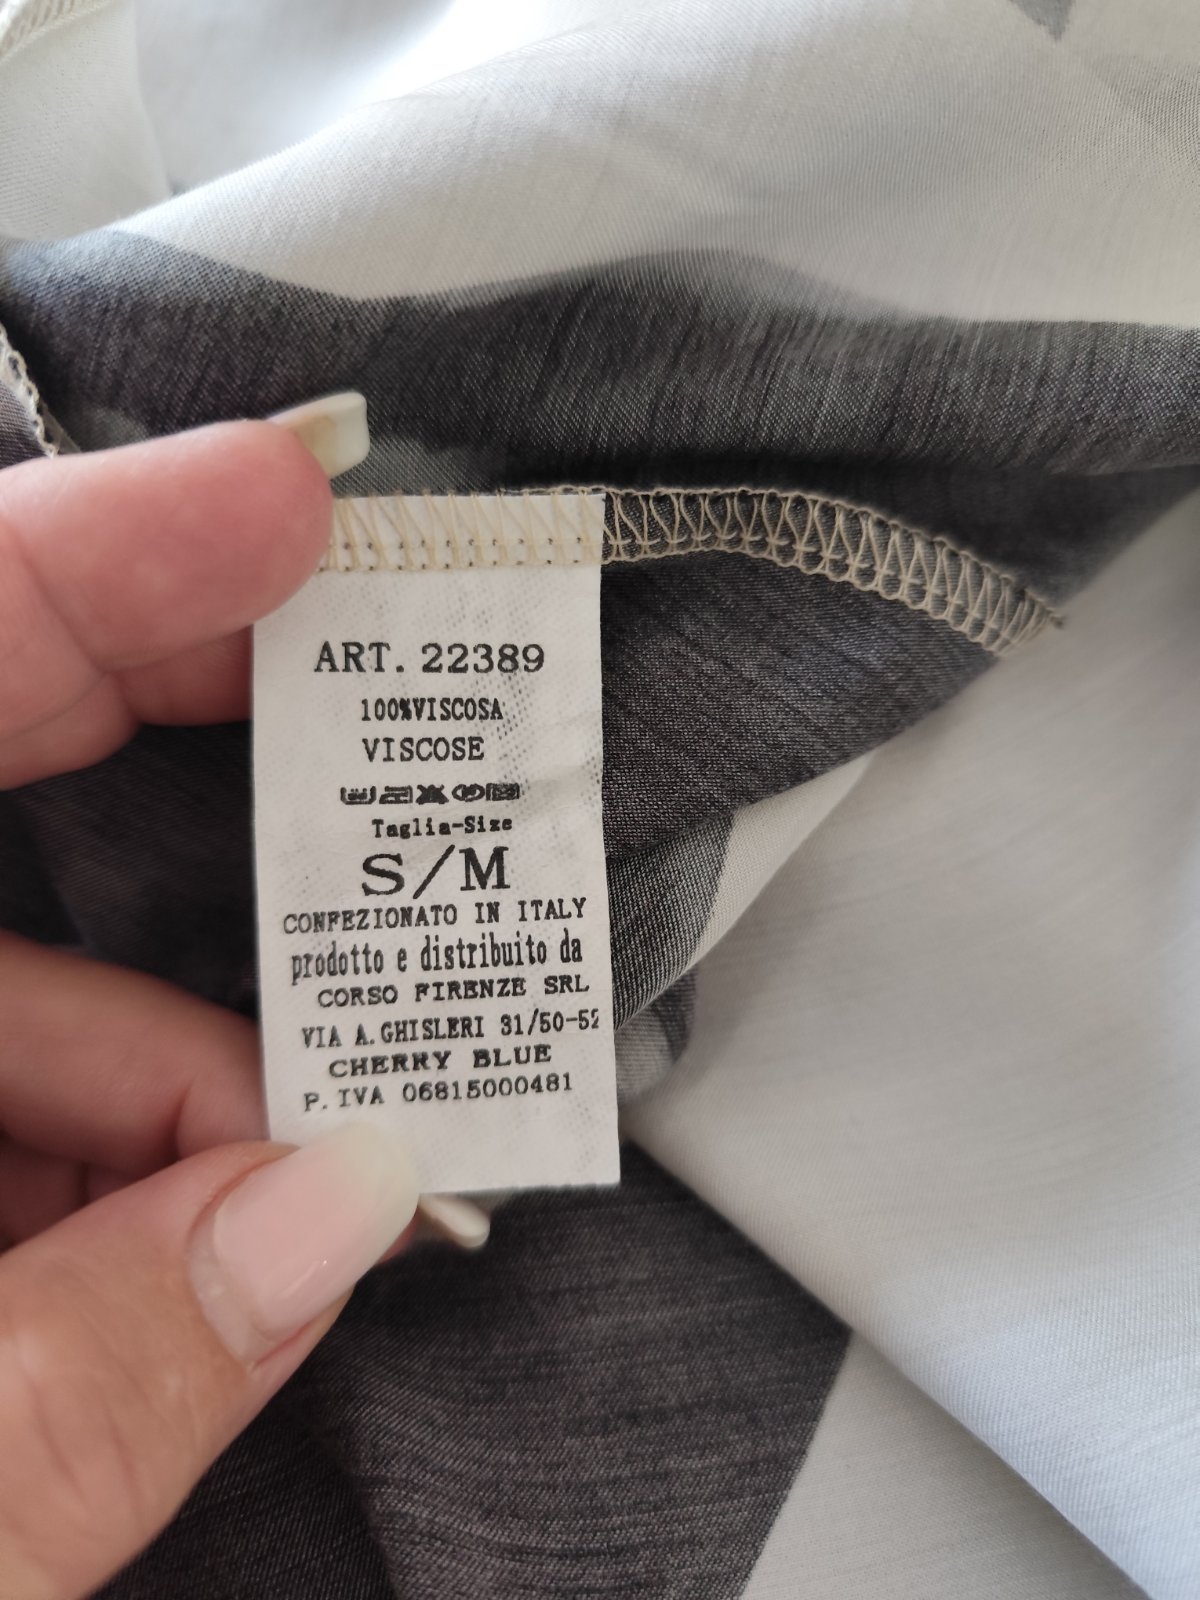 ART. 22389
100%VISCOSA
VISCOSE
Taglia-Size
S/M
CONFEZIONATO IN ITALY
prodotto e distribuito da
CORSO FIRENZE SRL
VIA A.GHISLERI 31/50-52
CHERRY BLUE
P.IVA 06815000481